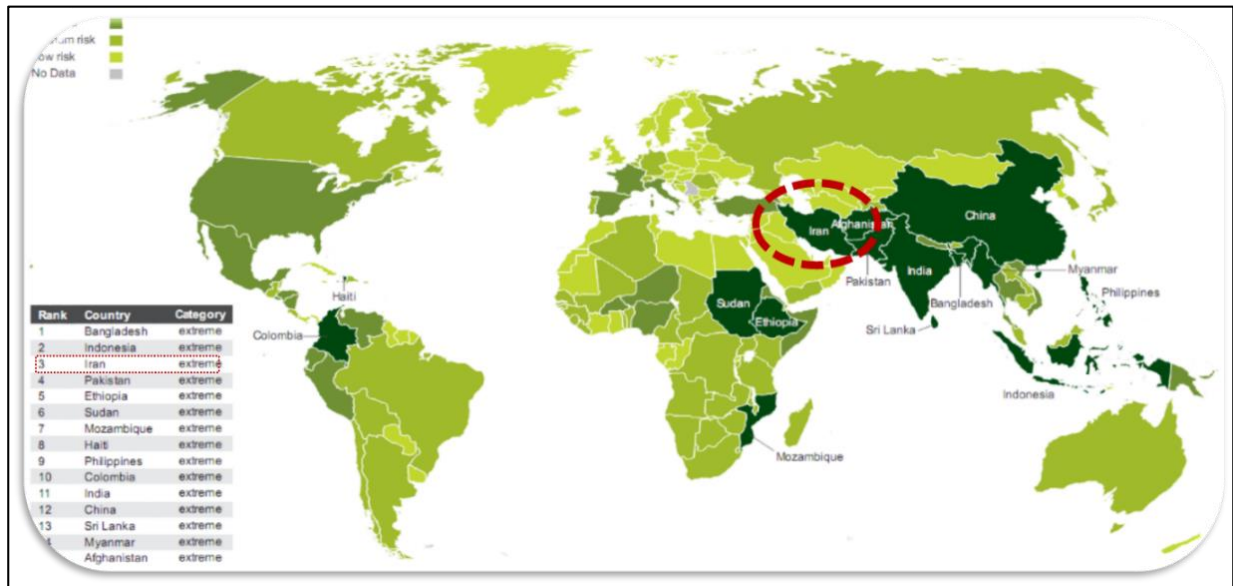 risk
risk
No Data
Iran
Afghanistan
China
Pakistan
India
Myanmar
Bangladesh
Philippines
Sri Lanka
Indonesia
Sudan
Ethiopia
Mozambique
Haiti
Colombia
Rank Country Category
1 Bangladesh extreme
2 Indonesia extreme
3 Iran extreme
4 Pakistan extreme
5 Ethiopia extreme
6 Sudan extreme
7 Mozambique extreme
8 Haiti extreme
9 Philippines extreme
10 Colombia extreme
11 India extreme
12 China extreme
13 Sri Lanka extreme
Myanmar extreme
Afghanistan extreme